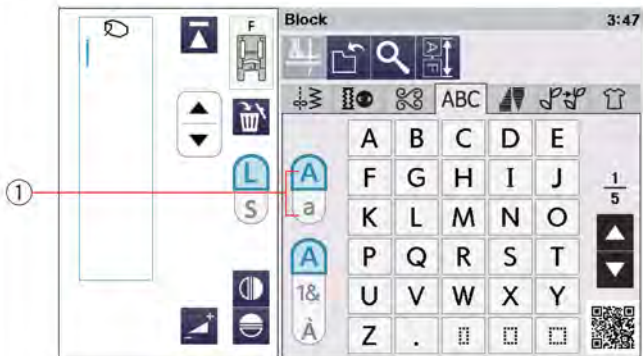 F
Block 3:47
A-E
ABC
A B C D E
L A F G H I J 1/5
① S a K L M N O
A P Q R S T
1& U V W X Y
À Z .